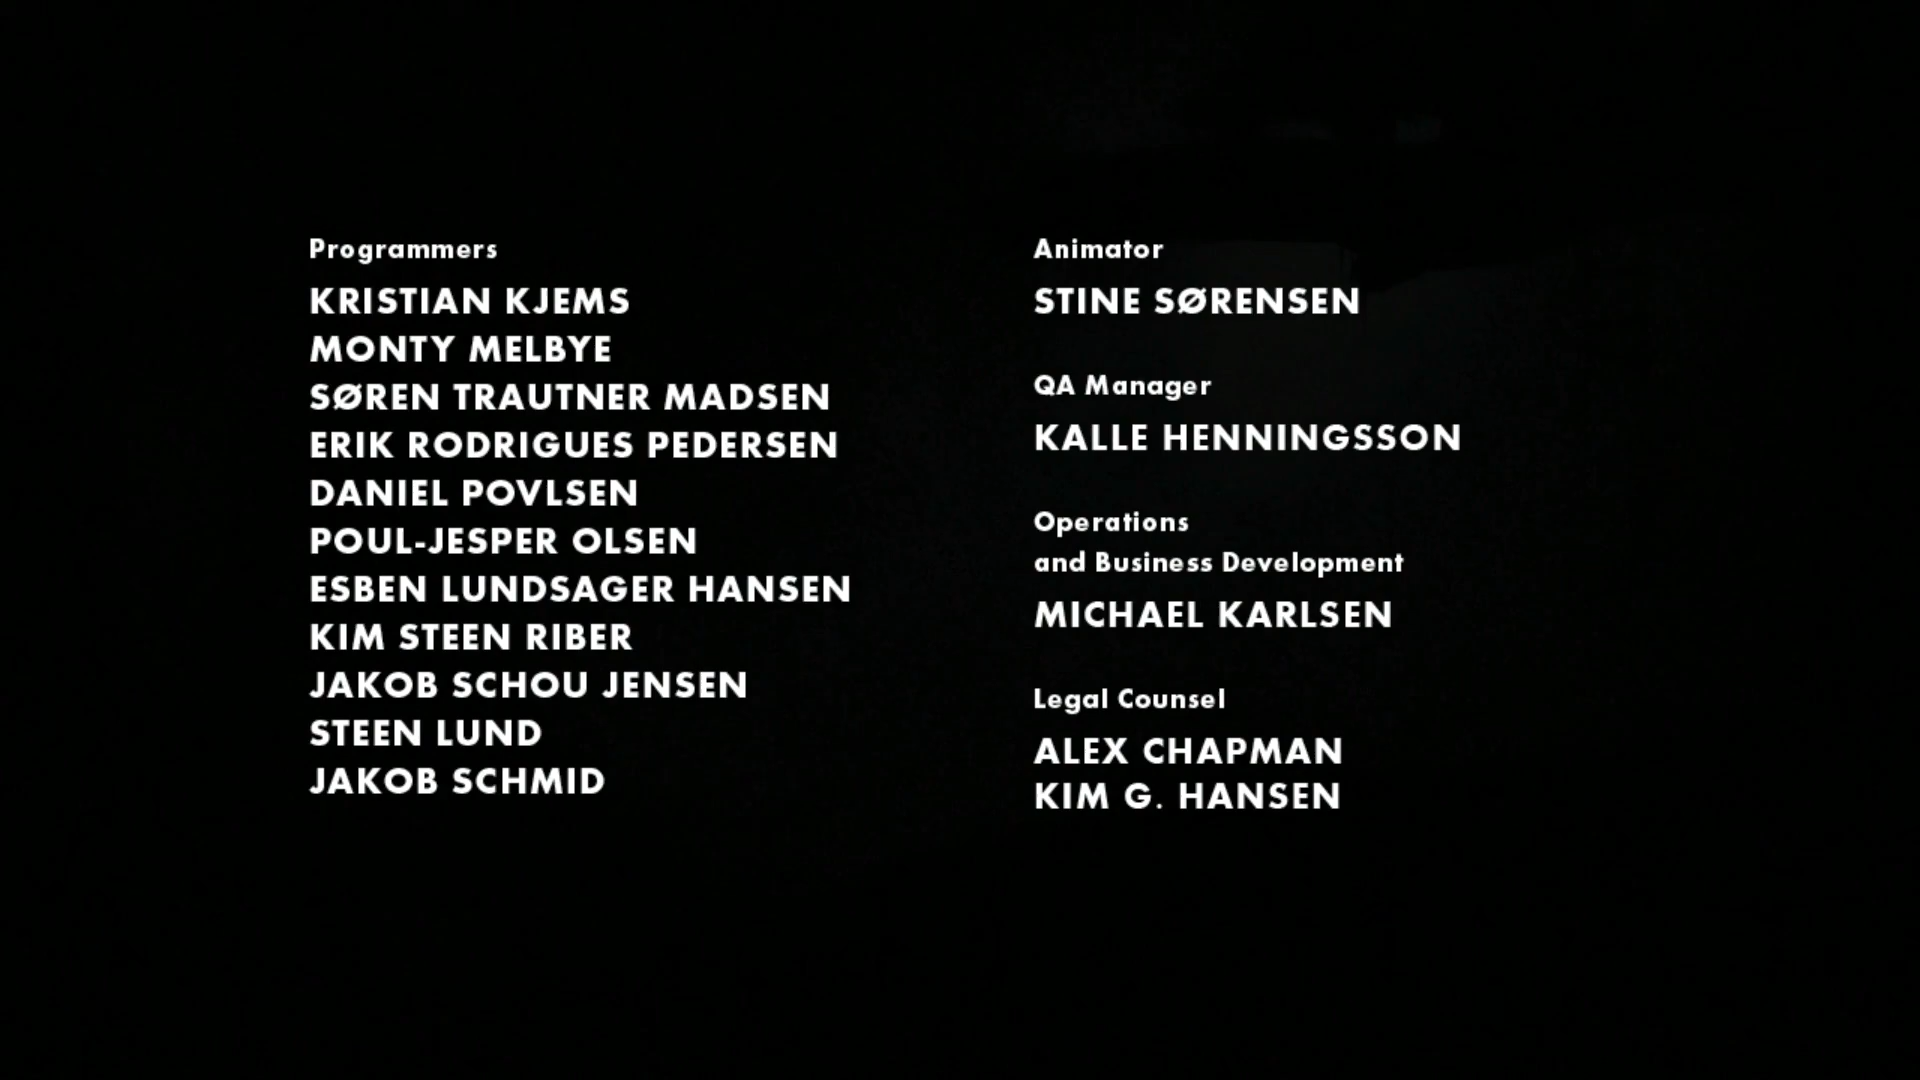 Programmers
KRISTIAN KJEMS
MONTY MELBYE
SØREN TRAUTNER MADSEN
ERIK RODRIGUES PEDERSEN
DANIEL POVLSEN
POUL-JESPER OLSEN
ESBEN LUNDSAGER HANSEN
KIM STEEN RIBER
JAKOB SCHOU JENSEN
STEEN LUND
JAKOB SCHMID
Animator
STINE SØRENSEN
QA Manager
KALLE HENNINGSSON
Operations
and Business Development
MICHAEL KARLSEN
Legal Counsel
ALEX CHAPMAN
KIM G. HANSEN